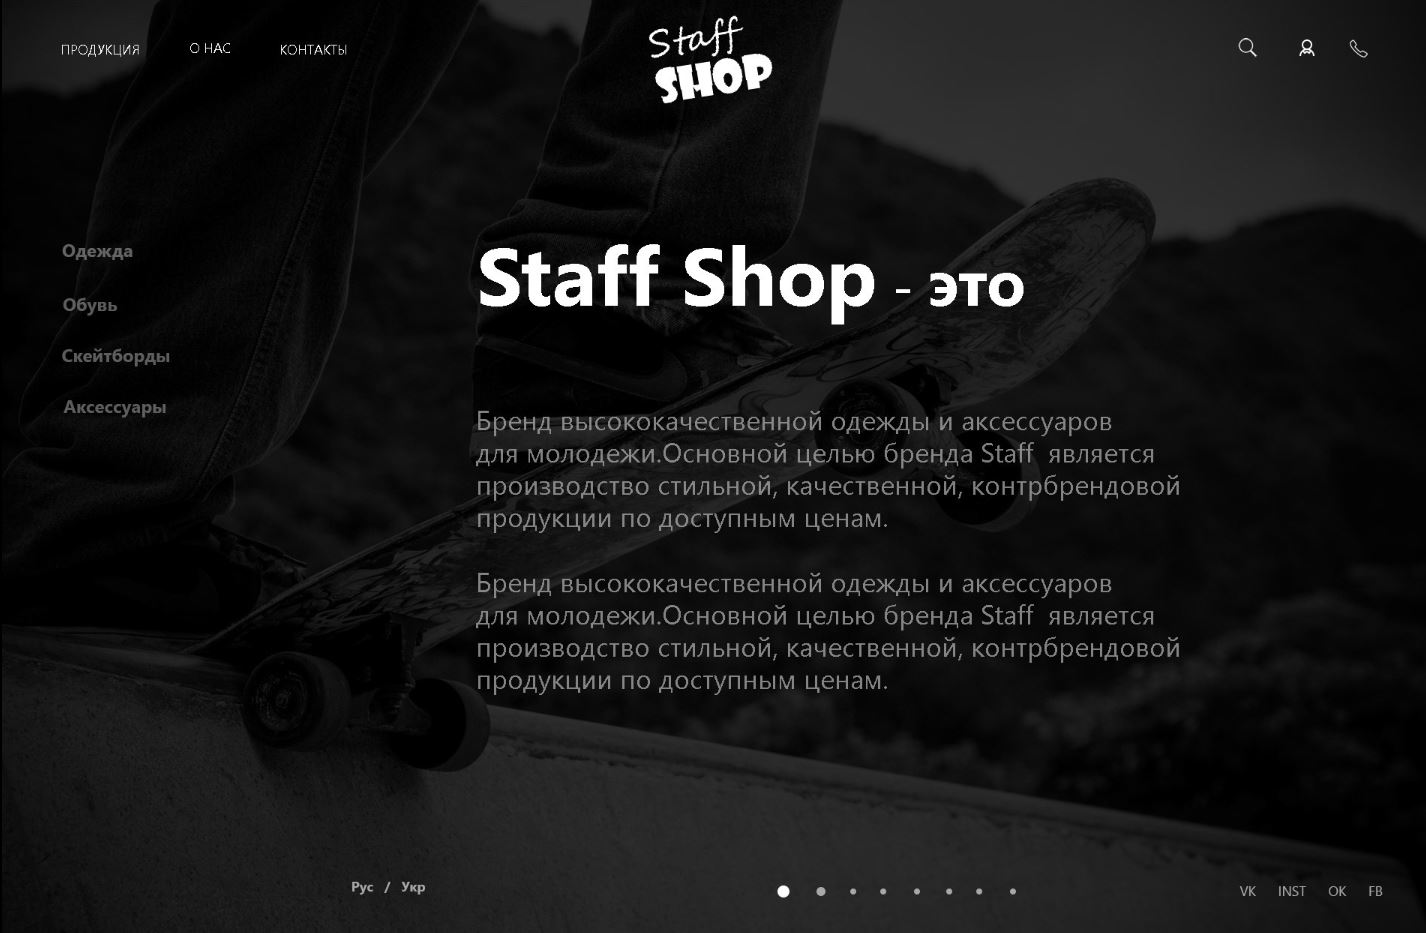 ПРОДУКЦИЯ О НАС КОНТАКТЫ
Staff
SHOP
Одежда
Обувь
Скейтборды
Аксессуары
Staff Shop - это
Бренд высококачественной одежды и аксессуаров
для молодежи.Основной целью бренда Staff является
производство стильной, качественной, контрбрендовой
продукции по доступным ценам.
Бренд высококачественной одежды и аксессуаров
для молодежи.Основной целью бренда Staff является
производство стильной, качественной, контрбрендовой
продукции по доступным ценам.
Рус / Укр
VK INST OK FB